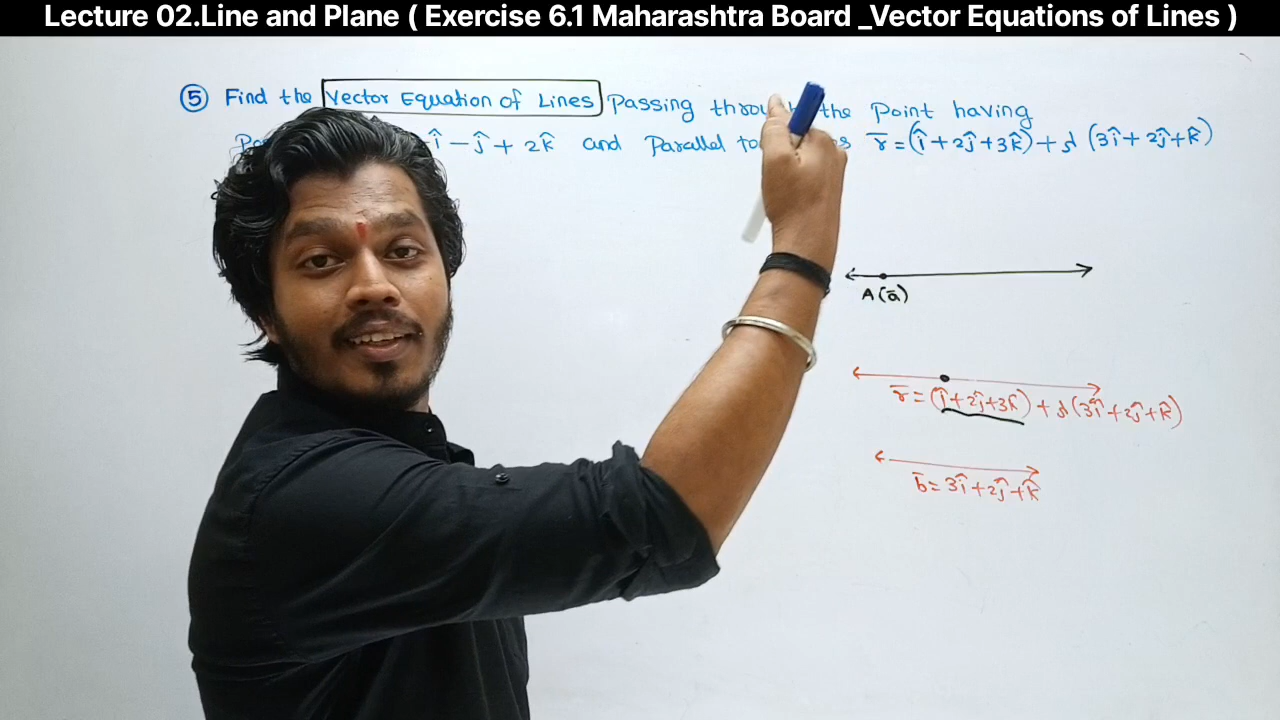 Lecture 02.Line and Plane ( Exercise 6.1 Maharashtra Board _Vector Equations of Lines )
⑤ Find the Vector Equation of Lines Passing the Point having
î - ĵ + 2k̂ and Parallel to r̄ = (î + 2ĵ + 3k̂) + λ (3î + 2ĵ + k̂)
A(ā)
r̄ = (î + 2ĵ + 3k̂) + λ (3î + 2ĵ + k̂)
b̄ = 3î + 2ĵ + k̂